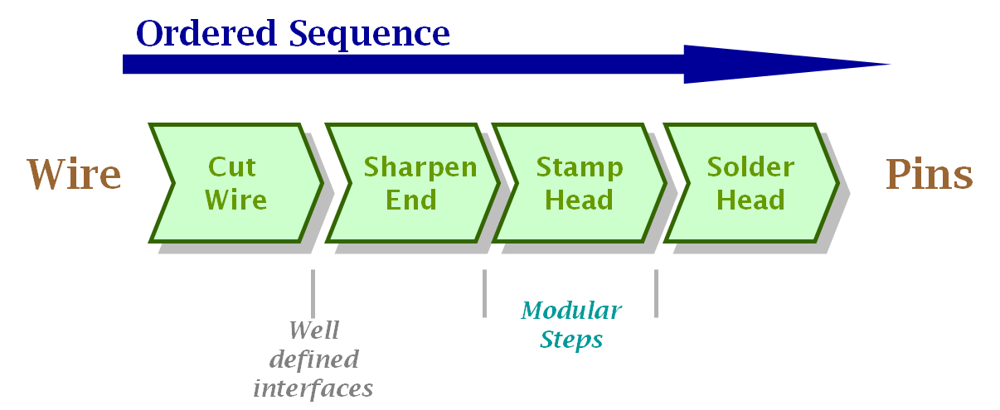 Ordered Sequence
Wire
Cut
Wire
Sharpen
End
Stamp
Head
Solder
Head
Pins
Well
defined
interfaces
Modular
Steps